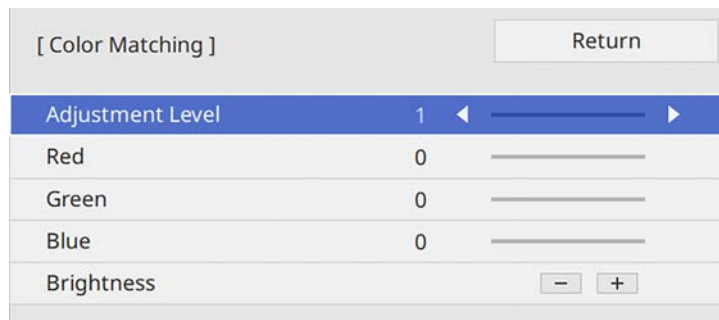 [ Color Matching ]
Return
Adjustment Level 1
Red 0
Green 0
Blue 0
Brightness - +